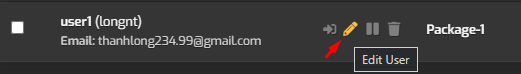 user1 (longnt)
Email: thanhlong234.99@gmail.com
Package-1
Edit User